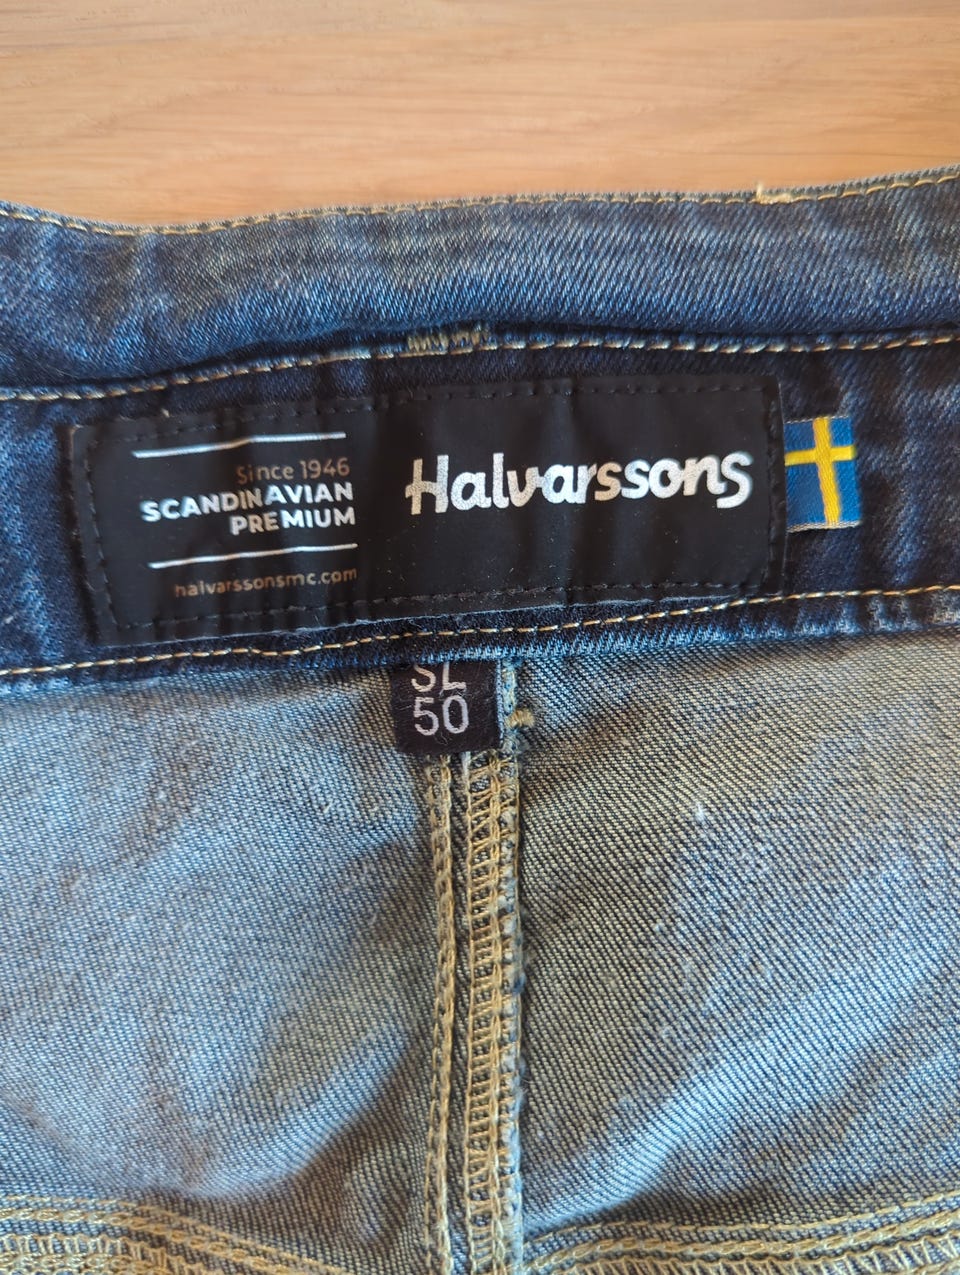 Since 1946
SCANDINAVIAN
PREMIUM
halvarssonsmc.com
Halvarssons
SL
50